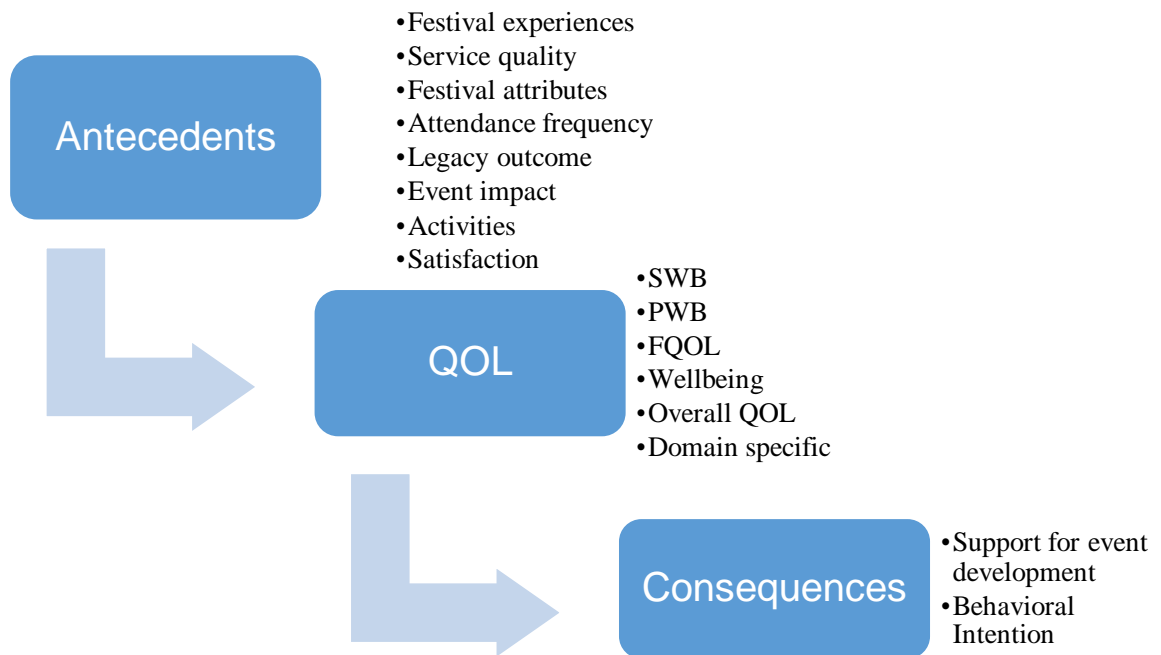 Antecedents
•Festival experiences
•Service quality
•Festival attributes
•Attendance frequency
•Legacy outcome
•Event impact
•Activities
•Satisfaction
QOL
•SWB
•PWB
•FQOL
•Wellbeing
•Overall QOL
•Domain specific
Consequences
•Support for event
development
•Behavioral
Intention